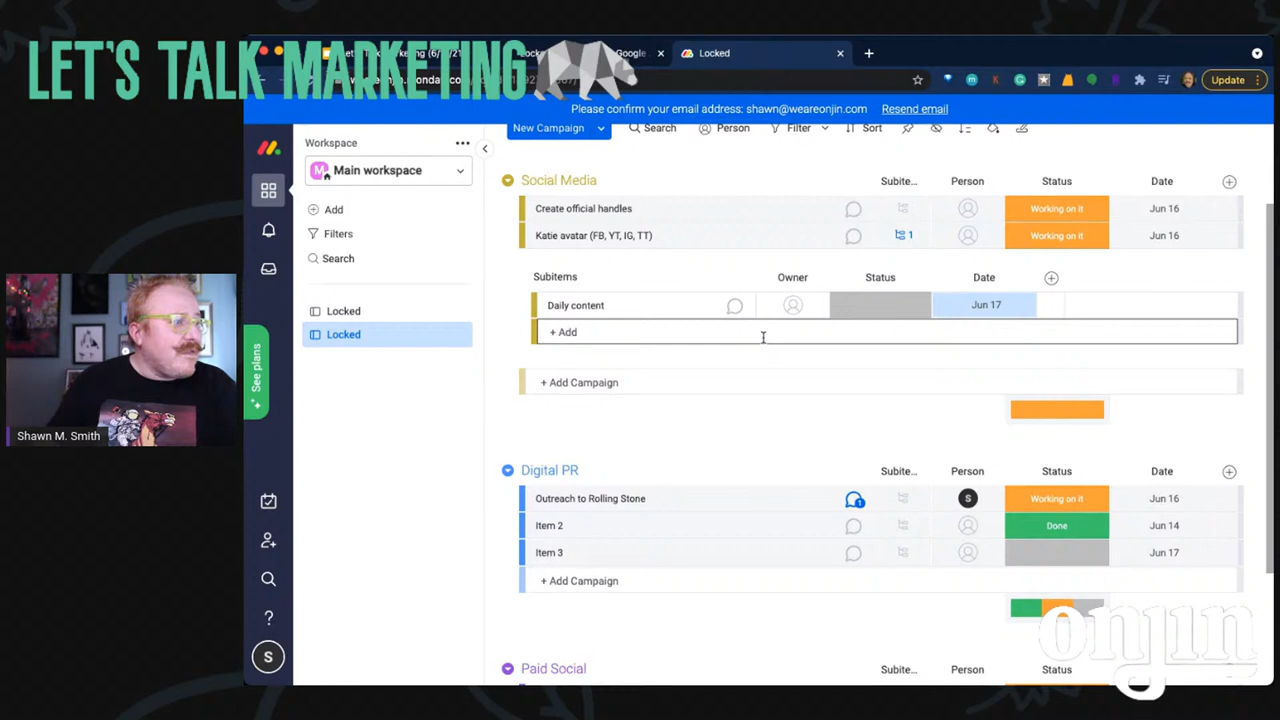 LET'S TALK MARKETING
Google
Locked
Update
Please confirm your email address: shawn@weareonjin.com Resend email
Workspace
M Main workspace
Add
Filters
Search
Locked
Locked
See plans
S
New Campaign
Search
Person
Filter
Sort
Social Media Subite... Person Status Date
Create official handles Working on it Jun 16
Katie avatar (FB, YT, IG, TT) 1 Working on it Jun 16
Subitems Owner Status Date
Daily content Jun 17
+ Add
+ Add Campaign
Digital PR Subite... Person Status Date
Outreach to Rolling Stone 1 S Working on it Jun 16
Item 2 Done Jun 14
Item 3 Jun 17
+ Add Campaign
Paid Social Subite... Person Status Date
Shawn M. Smith
onjin